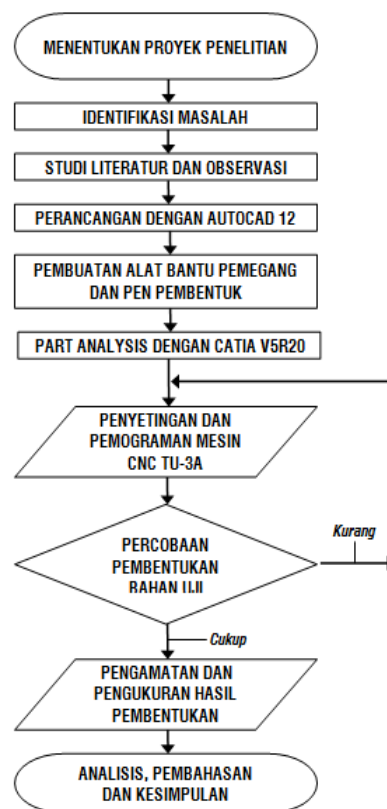 MENENTUKAN PROYEK PENELITIAN
IDENTIFIKASI MASALAH
STUDI LITERATUR DAN OBSERVASI
PERANCANGAN DENGAN AUTOCAD 12
PEMBUATAN ALAT BANTU PEMEGANG
DAN PEN PEMBENTUK
PART ANALYSIS DENGAN CATIA V5R20
PENYETINGAN DAN
PEMOGRAMAN MESIN
CNC TU-3A
PERCOBAAN
PEMBENTUKAN
Kurang
Cukup
PENGAMATAN DAN
PENGUKURAN HASIL
PEMBENTUKAN
ANALISIS, PEMBAHASAN
DAN KESIMPULAN